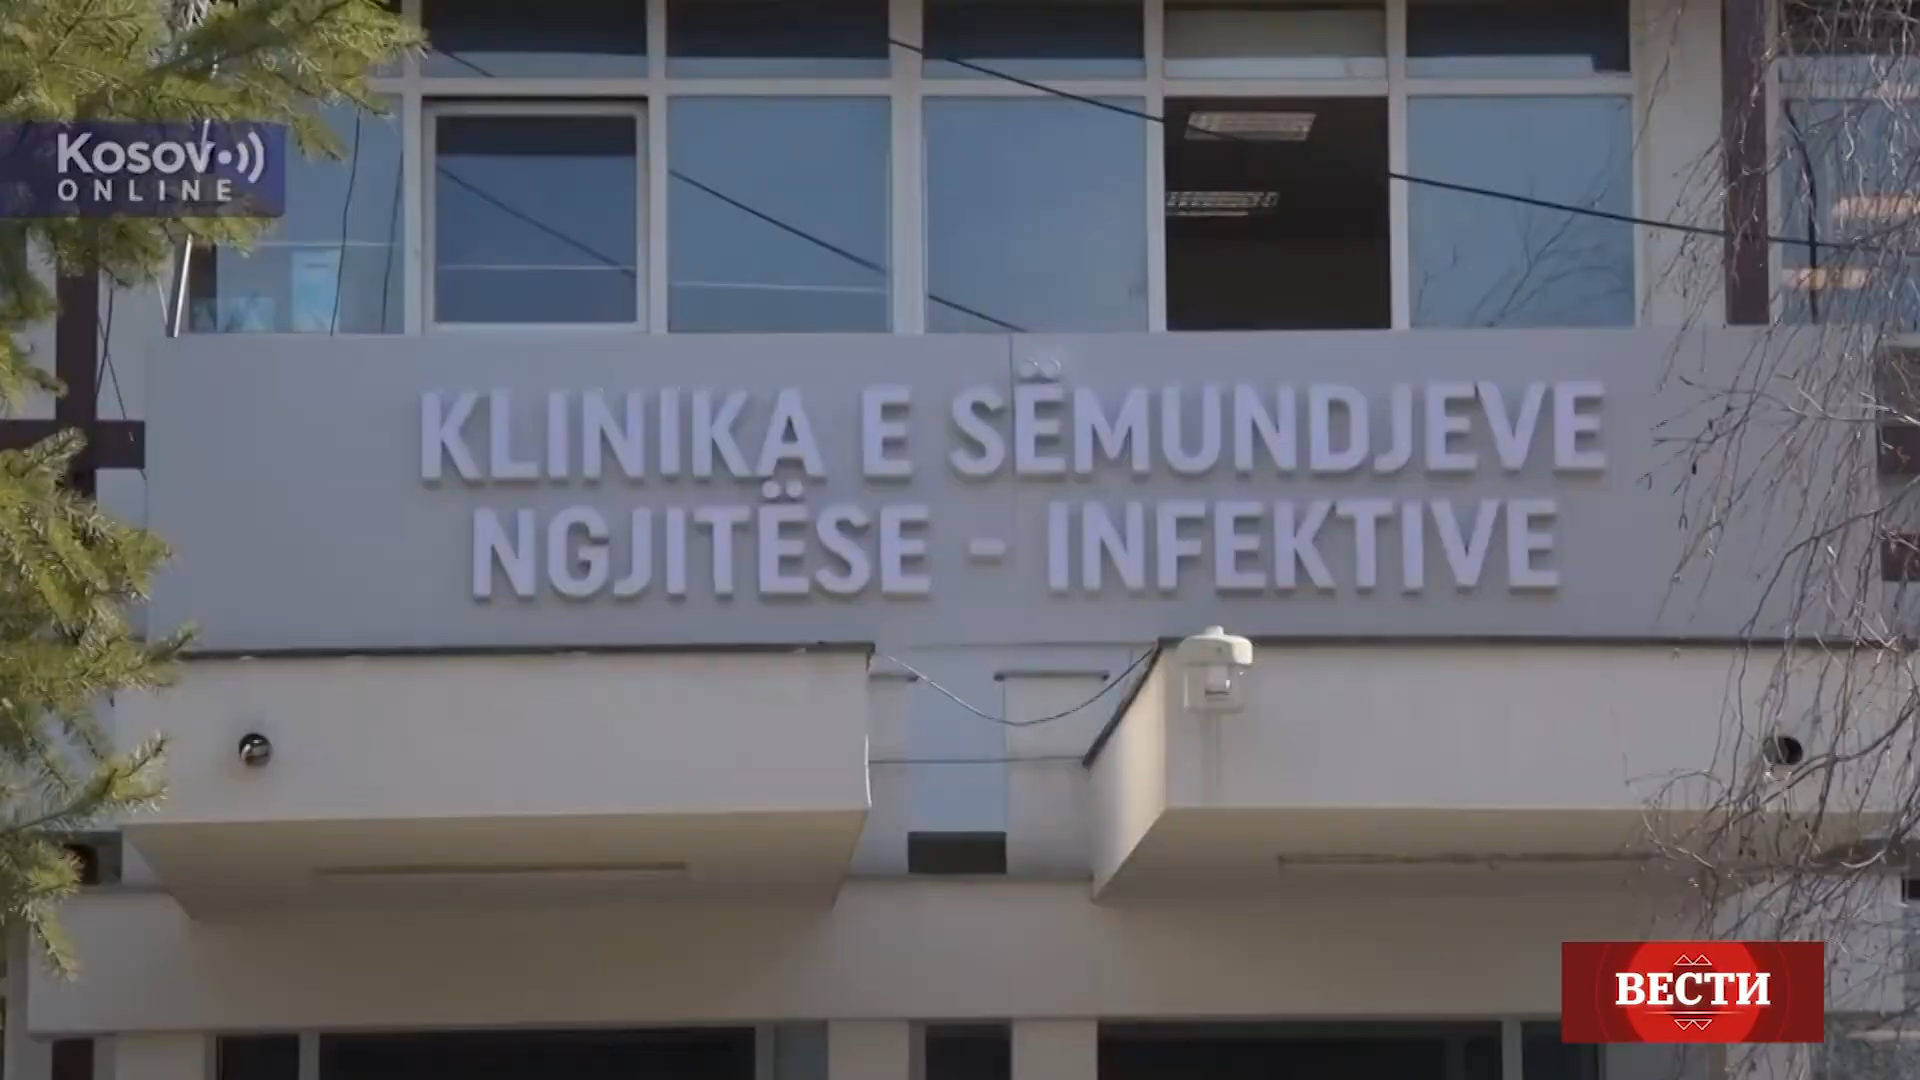 Kosovo
ONLINE
KLINIKA E SËMUNDJEVE
NGJITËSE - INFEKTIVE
ВЕСТИ